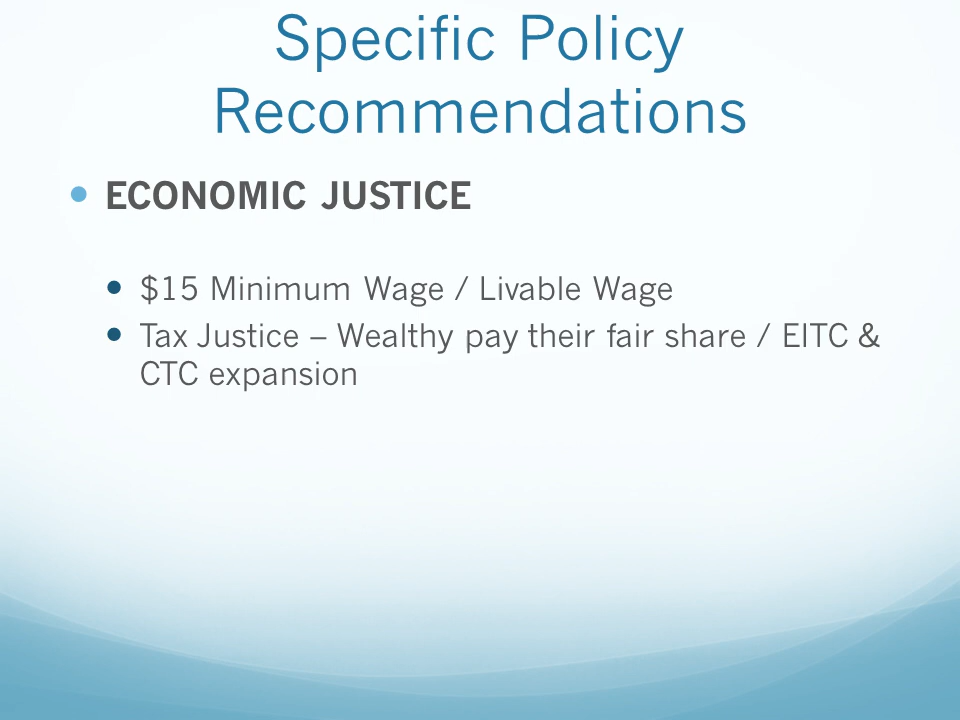 Specific Policy
Recommendations
• ECONOMIC JUSTICE
• $15 Minimum Wage / Livable Wage
• Tax Justice – Wealthy pay their fair share / EITC &
CTC expansion